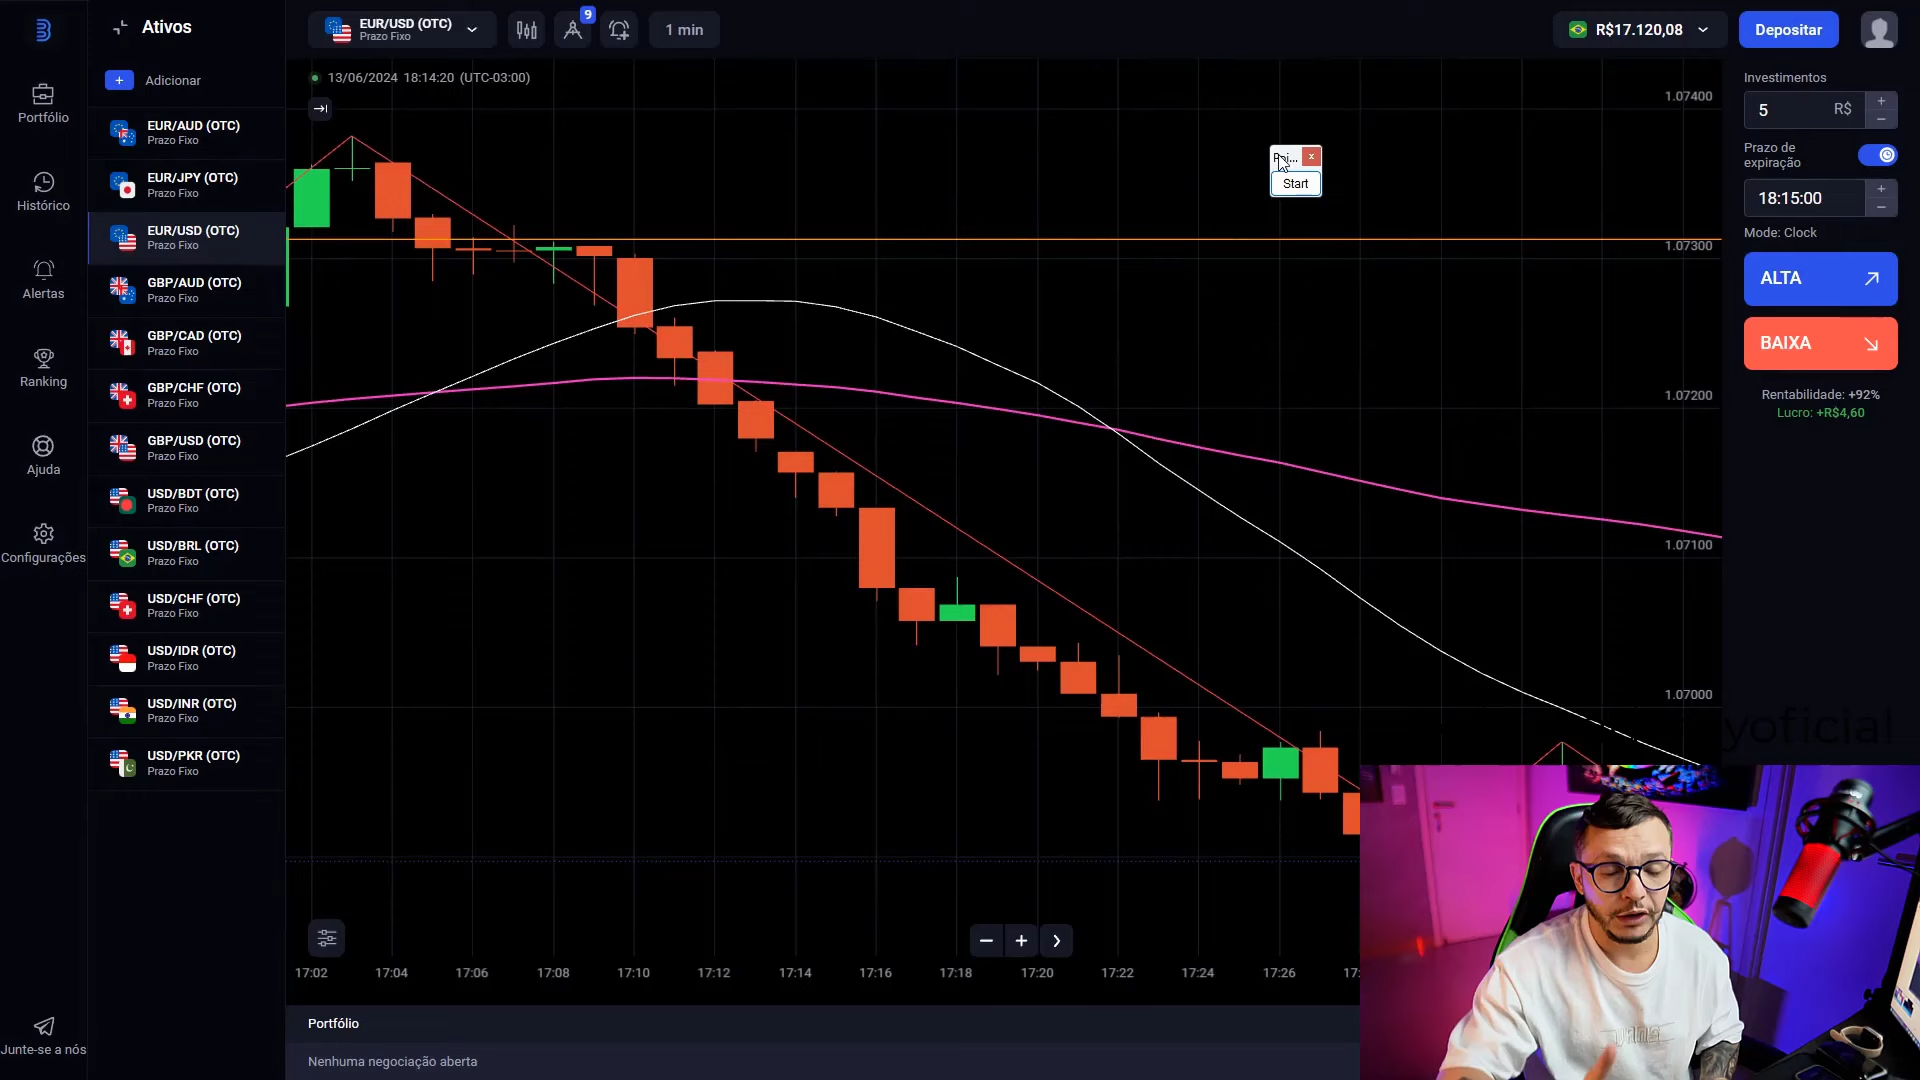 Ativos
EUR/USD (OTC)
Prazo Fixo
9
1 min
R$17.120,08
Depositar
Adicionar
13/06/2024 18:14:20 (UTC-03:00)
Portfólio
Histórico
Alertas
Ranking
Ajuda
Configurações
Junte-se a nós
EUR/AUD (OTC)
Prazo Fixo
EUR/JPY (OTC)
Prazo Fixo
EUR/USD (OTC)
Prazo Fixo
GBP/AUD (OTC)
Prazo Fixo
GBP/CAD (OTC)
Prazo Fixo
GBP/CHF (OTC)
Prazo Fixo
GBP/USD (OTC)
Prazo Fixo
USD/BDT (OTC)
Prazo Fixo
USD/BRL (OTC)
Prazo Fixo
USD/CHF (OTC)
Prazo Fixo
USD/IDR (OTC)
Prazo Fixo
USD/INR (OTC)
Prazo Fixo
USD/PKR (OTC)
Prazo Fixo
Start
1.07400
1.07300
1.07200
1.07100
1.07000
Investimentos
5 R$
Prazo de
expiração
18:15:00
Mode: Clock
ALTA
BAIXA
Rentabilidade: +92%
Lucro: +R$4,60
yoficial
17:02 17:04 17:06 17:08 17:10 17:12 17:14 17:16 17:18 17:20 17:22 17:24 17:26
Portfólio
Nenhuma negociação aberta